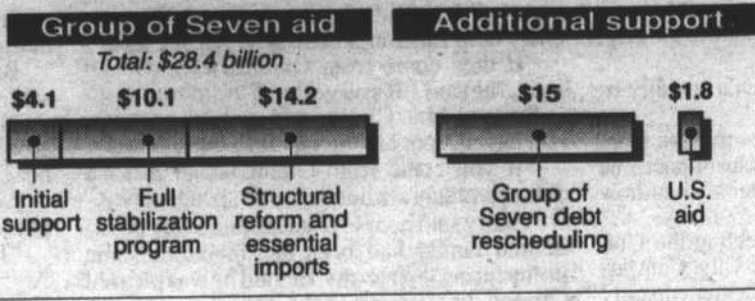 Group of Seven aid
Total: $28.4 billion
$4.1 $10.1 $14.2
Initial support
Full stabilization program
Structural reform and essential imports
Additional support
$15 $1.8
Group of Seven debt rescheduling
U.S. aid